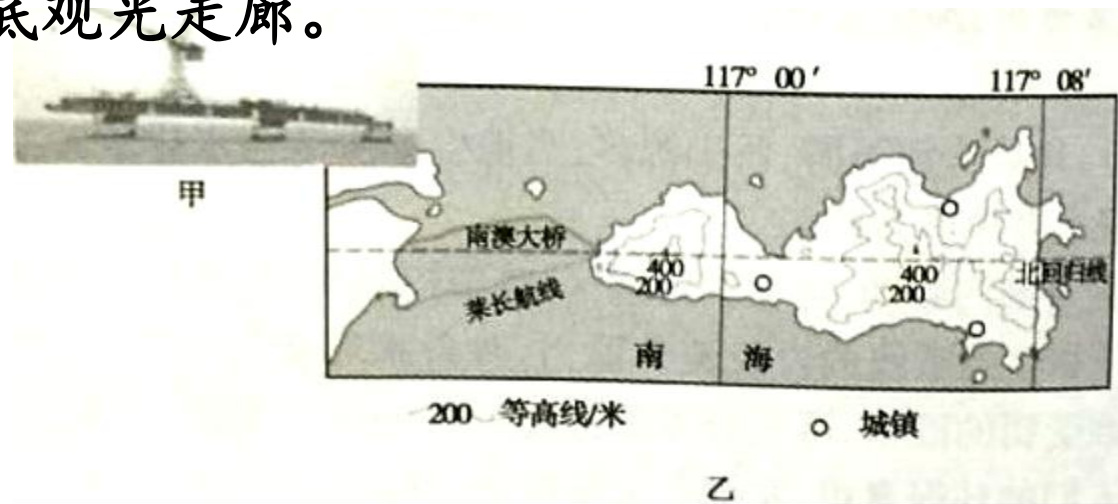 底观光走廊。
117° 00′
117° 08′
甲
南澳大桥
400
200
莱长航线
400
200
北回归线
南 海
200 等高线/米
城镇
乙